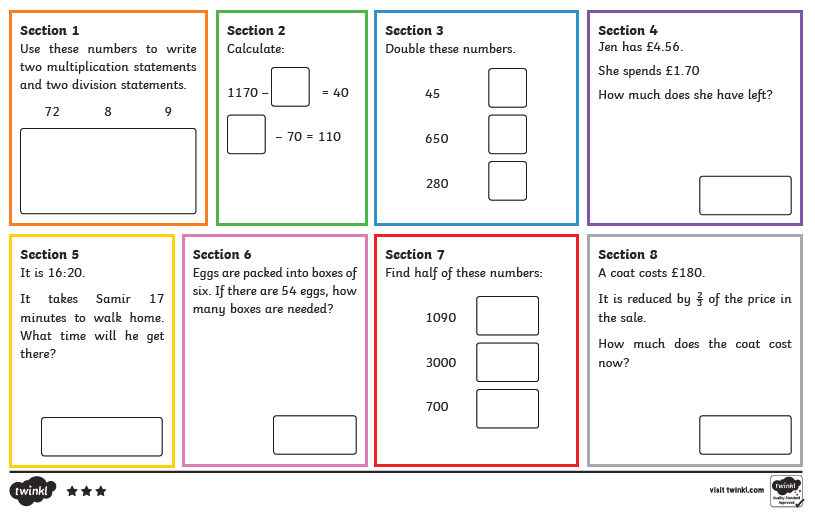 Section 1
Use these numbers to write
two multiplication statements
and two division statements.
72 8 9
Section 2
Calculate:
1170 – = 40
– 70 = 110
Section 3
Double these numbers.
45
650
280
Section 4
Jen has £4.56.
She spends £1.70
How much does she have left?
Section 5
It is 16:20.
It takes Samir 17
minutes to walk home.
What time will he get
there?
Section 6
Eggs are packed into boxes of
six. If there are 54 eggs, how
many boxes are needed?
Section 7
Find half of these numbers:
1090
3000
700
Section 8
A coat costs £180.
It is reduced by 2/3 of the price in
the sale.
How much does the coat cost
now?
twinkl
visit twinkl.com
twinkl
Quality Standard
Approved